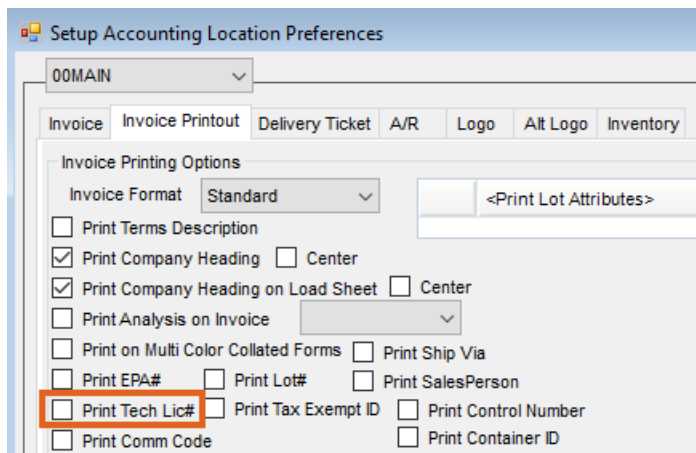 Setup Accounting Location Preferences
00MAIN
Invoice Invoice Printout Delivery Ticket A/R Logo Alt Logo Inventory
Invoice Printing Options
Invoice Format Standard <Print Lot Attributes>
Print Terms Description
Print Company Heading Center
Print Company Heading on Load Sheet Center
Print Analysis on Invoice
Print on Multi Color Collated Forms Print Ship Via
Print EPA# Print Lot# Print SalesPerson
Print Tech Lic# Print Tax Exempt ID Print Control Number
Print Comm Code Print Container ID